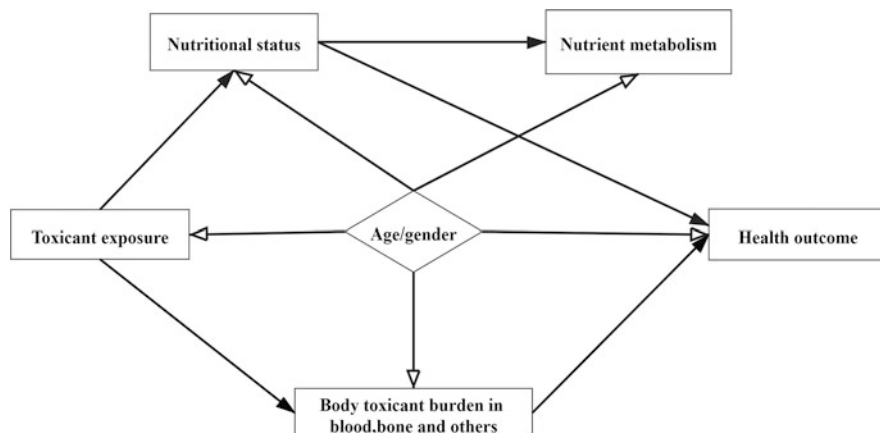 Nutritional status
Nutrient metabolism
Toxicant exposure
Age/gender
Health outcome
Body toxicant burden in
blood,bone and others